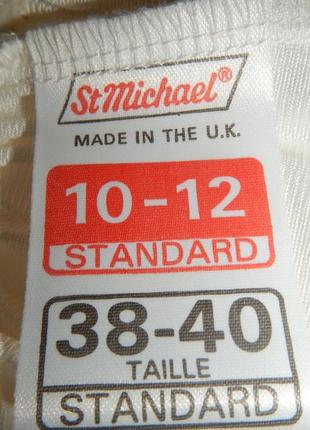 St Michael®
MADE IN THE U.K.
10-12
STANDARD
38-40
TAILLE
STANDARD